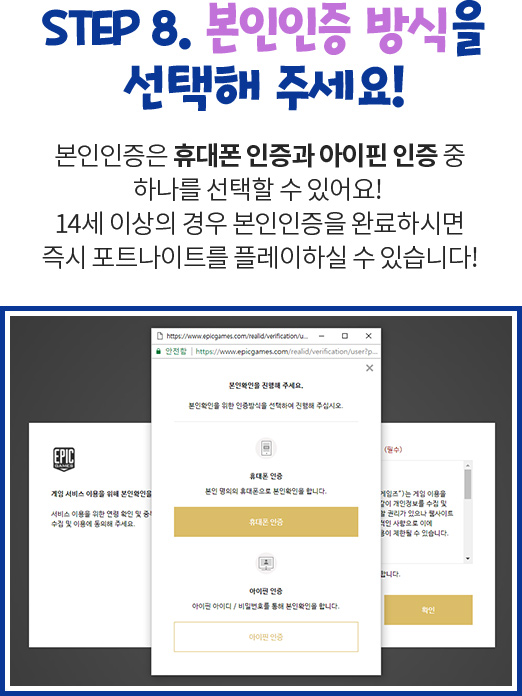 STEP 8. 본인인증 방식을
선택해 주세요!
본인인증은 휴대폰 인증과 아이핀 인증 중
하나를 선택할 수 있어요!
14세 이상의 경우 본인인증을 완료하시면
즉시 포트나이트를 플레이하실 수 있습니다!
https://www.epicgames.com/realid/verification/u...
안전함 | https://www.epicgames.com/realid/verification/user?p...
본인확인을 진행해 주세요.
본인확인을 위한 인증방식을 선택하여 진행해 주십시오.
휴대폰 인증
본인 명의의 휴대폰으로 본인확인을 합니다.
휴대폰 인증
아이핀 인증
아이핀 아이디 / 비밀번호를 통해 본인확인을 합니다.
아이핀 인증
EPIC
GAMES
게임 서비스 이용을 위해 본인확인을
서비스 이용을 위한 연령 확인 및 중
수집 및 이용에 동의해 주세요.
(필수)
게임즈")는 게임 이용을
같이 개인정보를 수집 및
할 권리가 있으나 웹사이트
적인 사항으로 이에
용이 제한될 수 있습니다.
합니다.
확인